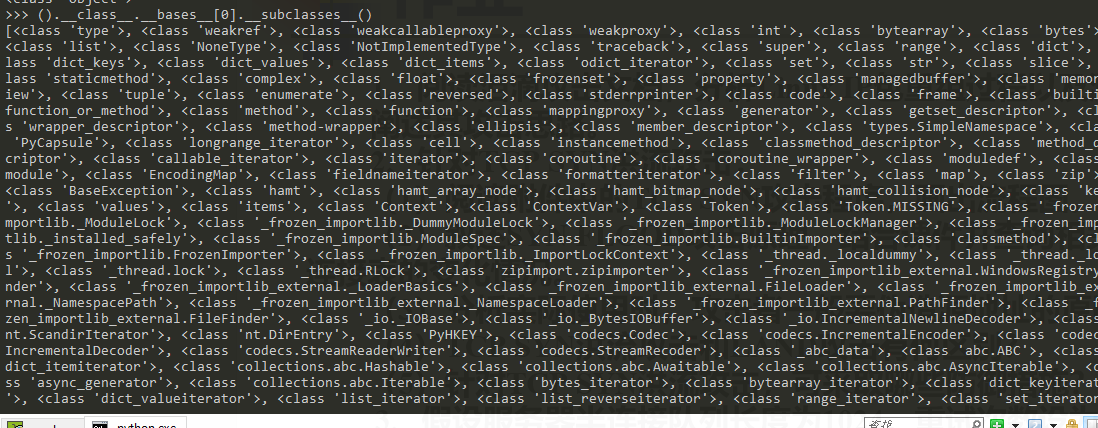 <class 'object'>
>>> ().__class__.__bases__[0].__subclasses__()
[<class 'type'>, <class 'weakref'>, <class 'weakcallableproxy'>, <class 'weakproxy'>, <class 'int'>, <class 'bytearray'>, <class 'bytes'>
<class 'list'>, <class 'NoneType'>, <class 'NotImplementedType'>, <class 'traceback'>, <class 'super'>, <class 'range'>, <class 'dict'>,
lass 'dict_keys'>, <class 'dict_values'>, <class 'dict_items'>, <class 'odict_iterator'>, <class 'set'>, <class 'str'>, <class 'slice'>,
class 'staticmethod'>, <class 'complex'>, <class 'float'>, <class 'frozenset'>, <class 'property'>, <class 'managedbuffer'>, <class 'memor
iew'>, <class 'tuple'>, <class 'enumerate'>, <class 'reversed'>, <class 'stderrprinter'>, <class 'code'>, <class 'frame'>, <class 'builti
function_or_method'>, <class 'method'>, <class 'function'>, <class 'mappingproxy'>, <class 'generator'>, <class 'getset_descriptor'>, <cla
s 'wrapper_descriptor'>, <class 'method-wrapper'>, <class 'ellipsis'>, <class 'member_descriptor'>, <class 'types.SimpleNamespace'>, <class
'PyCapsule'>, <class 'longrange_iterator'>, <class 'cell'>, <class 'instancemethod'>, <class 'classmethod_descriptor'>, <class 'method_d
criptor'>, <class 'callable_iterator'>, <class 'iterator'>, <class 'coroutine'>, <class 'coroutine_wrapper'>, <class 'moduledef'>, <class
module'>, <class 'EncodingMap'>, <class 'fieldnameiterator'>, <class 'formatteriterator'>, <class 'filter'>, <class 'map'>, <class 'zip'>
<class 'BaseException'>, <class 'hamt'>, <class 'hamt_array_node'>, <class 'hamt_bitmap_node'>, <class 'hamt_collision_node'>, <class 'ke
'>, <class 'values'>, <class 'items'>, <class 'Context'>, <class 'ContextVar'>, <class 'Token'>, <class 'Token.MISSING'>, <class '_frozen
mportlib._ModuleLock'>, <class '_frozen_importlib._DummyModuleLock'>, <class '_frozen_importlib._ModuleLockManager'>, <class '_frozen_imp
tlib._installed_safely'>, <class '_frozen_importlib.ModuleSpec'>, <class '_frozen_importlib.BuiltinImporter'>, <class 'classmethod'>, <cl
s '_frozen_importlib.FrozenImporter'>, <class '_frozen_importlib._ImportLockContext'>, <class '_thread._localdummy'>, <class '_thread._lo
l'>, <class '_thread.lock'>, <class '_thread.RLock'>, <class 'zipimport.zipimporter'>, <class '_frozen_importlib_external.WindowsRegistry
nder'>, <class '_frozen_importlib_external._LoaderBasics'>, <class '_frozen_importlib_external.FileLoader'>, <class '_frozen_importlib_ex
rnal._NamespacePath'>, <class '_frozen_importlib_external._NamespaceLoader'>, <class '_frozen_importlib_external.PathFinder'>, <class '_f
zen_importlib_external.FileFinder'>, <class '_io._IOBase'>, <class '_io._BytesIOBuffer'>, <class '_io.IncrementalNewlineDecoder'>, <class
nt.ScandirIterator'>, <class 'nt.DirEntry'>, <class 'PyHKEY'>, <class 'codecs.Codec'>, <class 'codecs.IncrementalEncoder'>, <class 'codec
IncrementalDecoder'>, <class 'codecs.StreamReaderWriter'>, <class 'codecs.StreamRecoder'>, <class '_abc_data'>, <class 'abc.ABC'>, <class
dict_itemiterator'>, <class 'collections.abc.Hashable'>, <class 'collections.abc.Awaitable'>, <class 'collections.abc.AsyncIterable'>, <c
ss 'async_generator'>, <class 'collections.abc.Iterable'>, <class 'bytes_iterator'>, <class 'bytearray_iterator'>, <class 'dict_keyiterat
'>, <class 'dict_valueiterator'>, <class 'list_iterator'>, <class 'list_reverseiterator'>, <class 'range_iterator'>, <class 'set_iterator
python.exe
查找